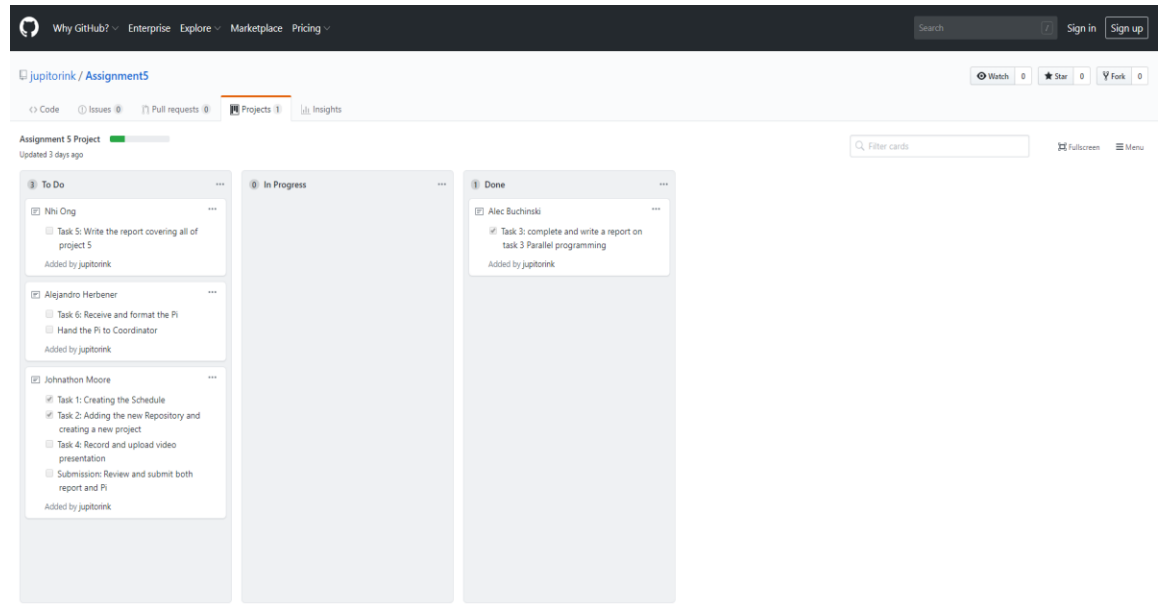 Why GitHub? Enterprise Explore Marketplace Pricing Search / Sign in Sign up
jupitorink / Assignment5 Watch 0 Star 0 Fork 0
Code Issues 0 Pull requests 0 Projects 1 Insights
Assignment 5 Project Filter cards Fullscreen Menu
Updated 3 days ago
3 To Do ...
Nhi Ong ...
Task 5: Write the report covering all of
project 5
Added by jupitorink
Alejandro Herbener ...
Task 6: Receive and format the Pi
Hand the Pi to Coordinator
Added by jupitorink
Johnathon Moore ...
Task 1: Creating the Schedule
Task 2: Adding the new Repository and
creating a new project
Task 4: Record and upload video
presentation
Submission: Review and submit both
report and Pi
Added by jupitorink
0 In Progress ...
1 Done ...
Alec Buchinski ...
Task 3: complete and write a report on
task 3 Parallel programming
Added by jupitorink